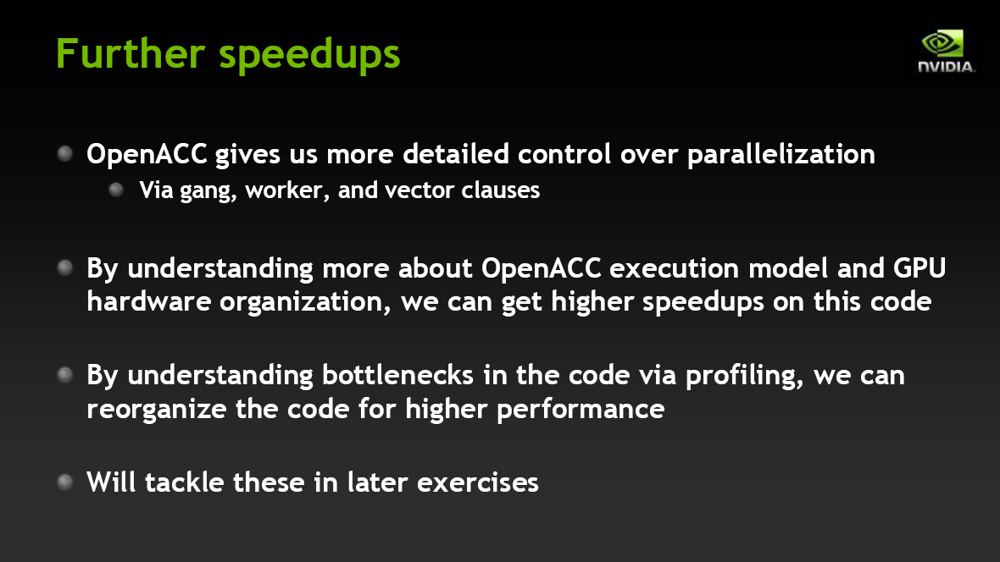 Further speedups
NVIDIA.
OpenACC gives us more detailed control over parallelization
Via gang, worker, and vector clauses
By understanding more about OpenACC execution model and GPU
hardware organization, we can get higher speedups on this code
By understanding bottlenecks in the code via profiling, we can
reorganize the code for higher performance
Will tackle these in later exercises